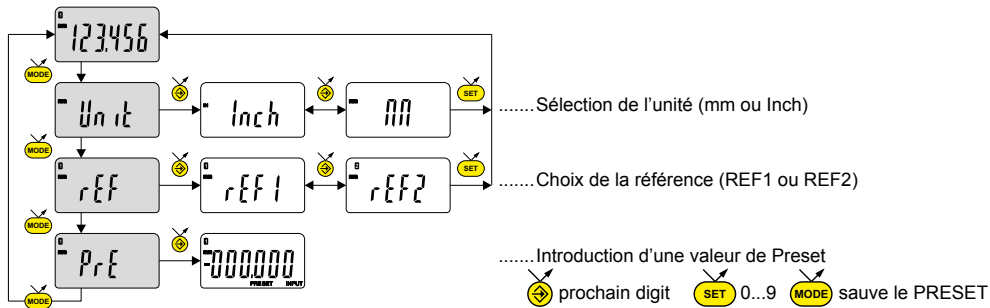 123.456
MODE
Unit Inch MM SET .......Sélection de l'unité (mm ou Inch)
MODE
rEF rEF1 rEF2 SET .......Choix de la référence (REF1 ou REF2)
MODE
PrE -000.000 .......Introduction d'une valeur de Preset
PRESET INPUT
MODE prochain digit SET 0...9 MODE sauve le PRESET